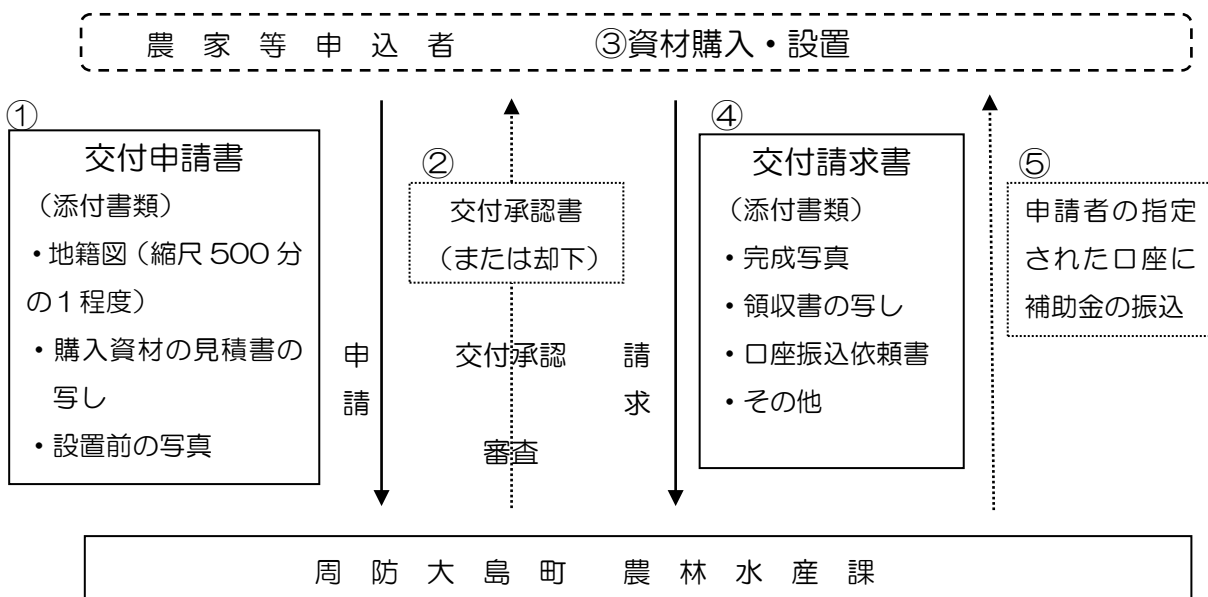 農家等申込者 ③資材購入・設置
①
交付申請書
（添付書類）
・地籍図（縮尺500分
の１程度）
・購入資材の見積書の
写し
・設置前の写真
申
請
②
交付承認書
（または却下）
交付承認
審査
請
求
④
交付請求書
（添付書類）
・完成写真
・領収書の写し
・口座振込依頼書
・その他
⑤
申請者の指定
された口座に
補助金の振込
周防大島町 農林水産課